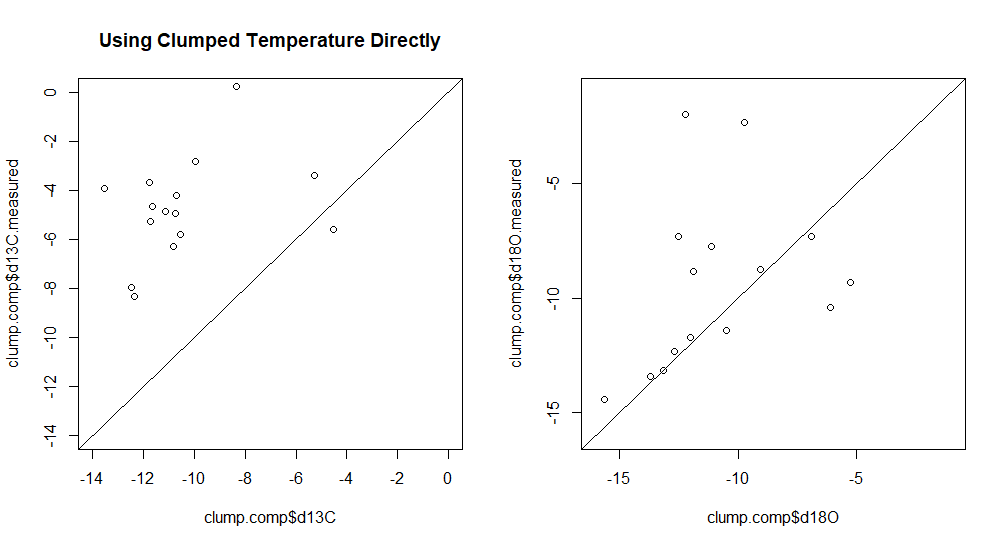 Using Clumped Temperature Directly
clump.comp$d13C.measured
0
-2
-4
-6
-8
-10
-12
-14
-14 -12 -10 -8 -6 -4 -2 0
clump.comp$d13C
clump.comp$d18O.measured
-5
-10
-15
-15 -10 -5
clump.comp$d18O